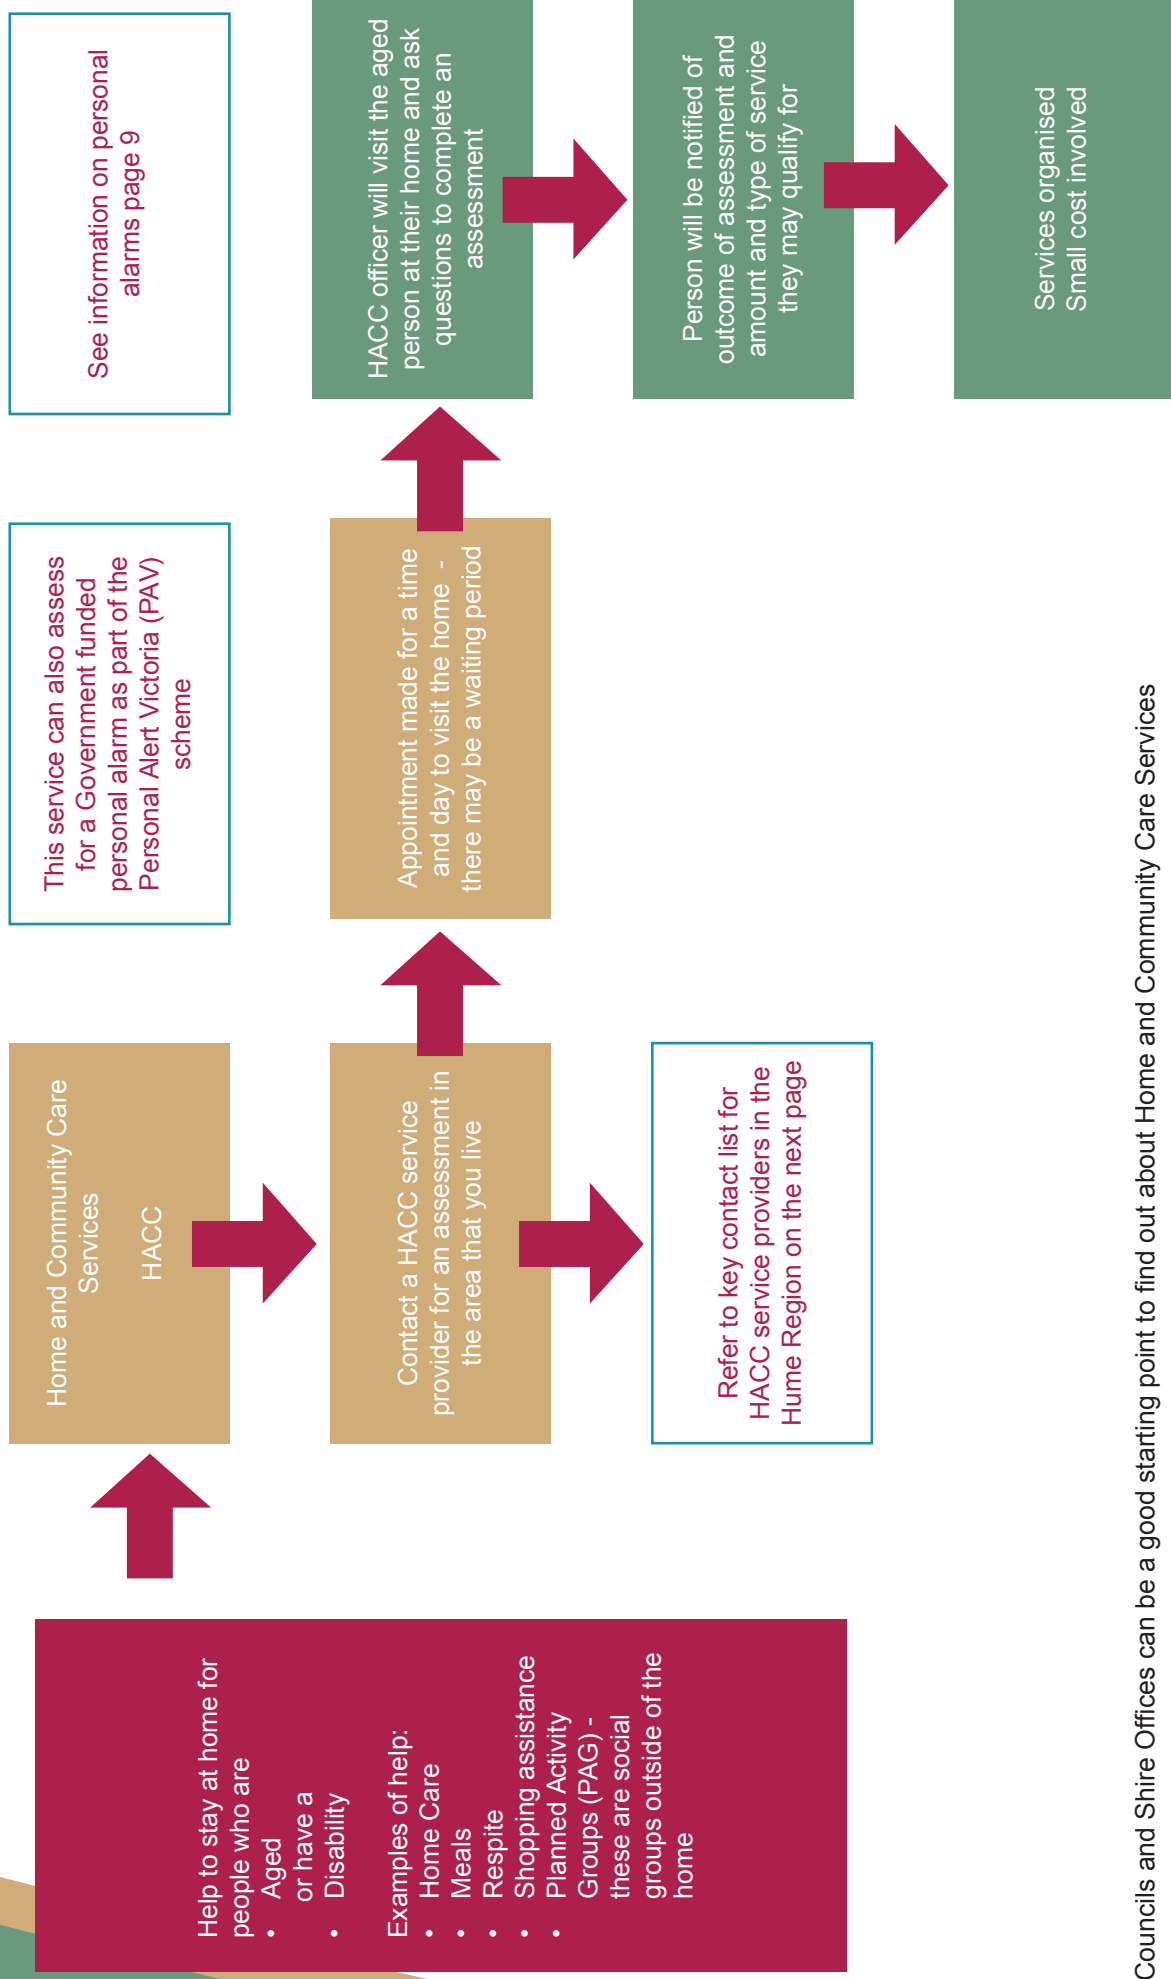 Help to stay at home for
people who are
• Aged
or have a
• Disability
Examples of help:
• Home Care
• Meals
• Respite
• Shopping assistance
• Planned Activity
Groups (PAG) -
these are social
groups outside of the
home
Home and Community Care
Services
HACC
Contact a HACC service
provider for an assessment in
the area that you live
Refer to key contact list for
HACC service providers in the
Hume Region on the next page
This service can also assess
for a Government funded
personal alarm as part of the
Personal Alert Victoria (PAV)
scheme
Appointment made for a time
and day to visit the home -
there may be a waiting period
See information on personal
alarms page 9
HACC officer will visit the aged
person at their home and ask
questions to complete an
assessment
Person will be notified of
outcome of assessment and
amount and type of service
they may qualify for
Services organised
Small cost involved
Councils and Shire Offices can be a good starting point to find out about Home and Community Care Services